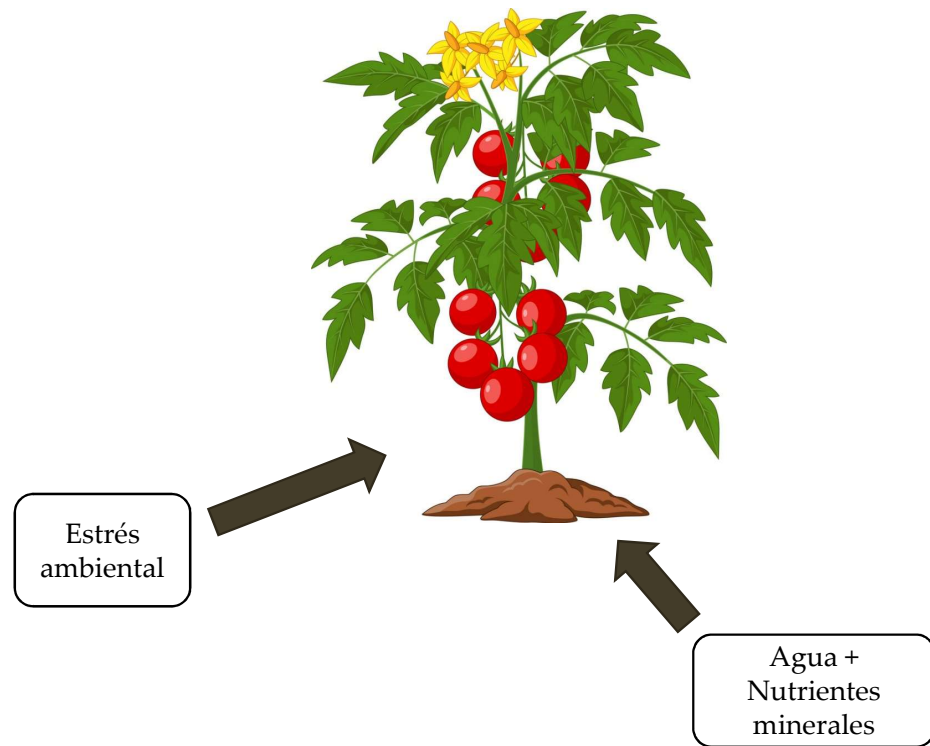 Estrés
ambiental
Agua +
Nutrientes
minerales